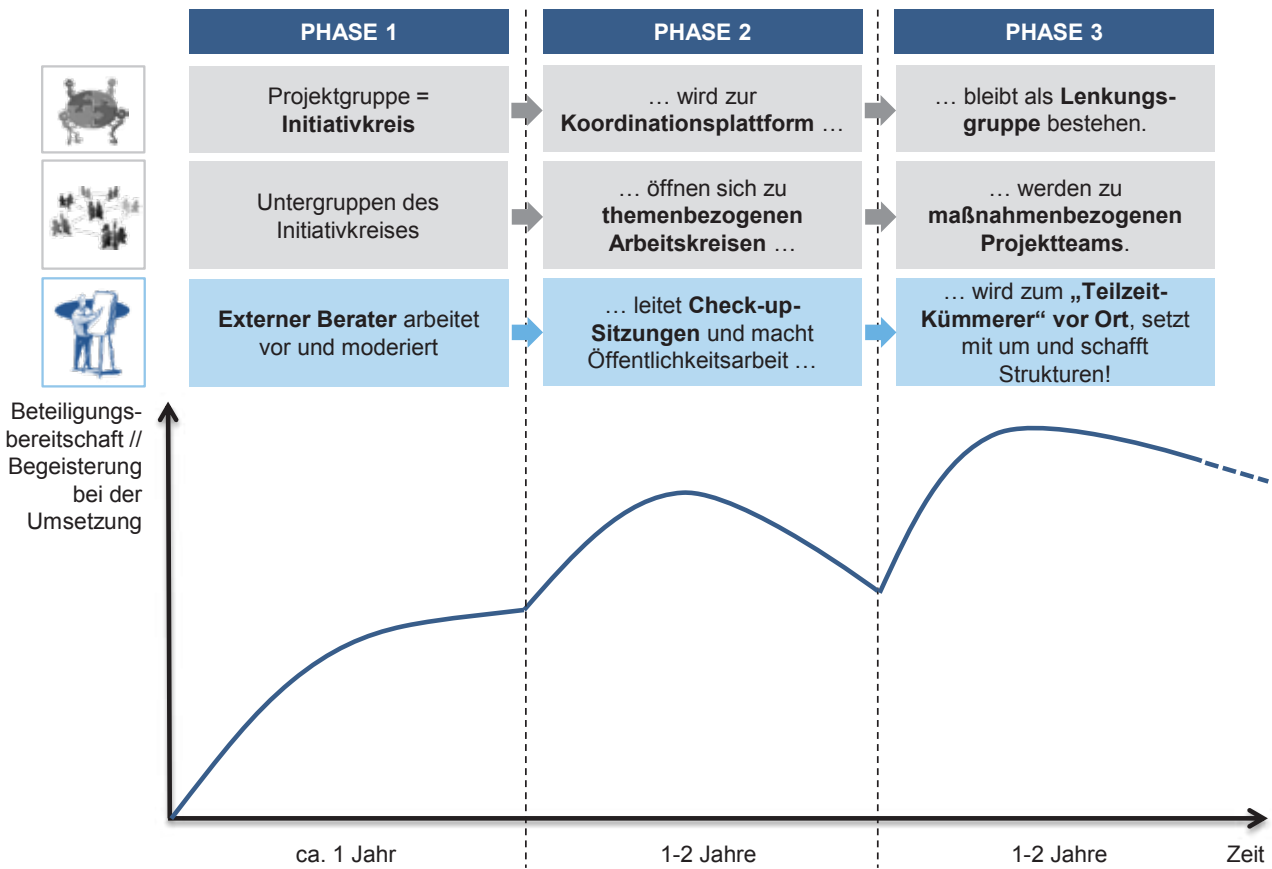 PHASE 1
PHASE 2
PHASE 3
Projektgruppe =
Initiativkreis
… wird zur
Koordinationsplattform …
… bleibt als Lenkungs-
gruppe bestehen.
Untergruppen des
Initiativkreises
… öffnen sich zu
themenbezogenen
Arbeitskreisen …
… werden zu
maßnahmenbezogenen
Projektteams.
Externer Berater arbeitet
vor und moderiert
… leitet Check-up-
Sitzungen und macht
Öffentlichkeitsarbeit …
… wird zum „Teilzeit-
Kümmerer“ vor Ort, setzt
mit um und schafft
Strukturen!
Beteiligungs-
bereitschaft //
Begeisterung
bei der
Umsetzung
ca. 1 Jahr
1-2 Jahre
1-2 Jahre
Zeit